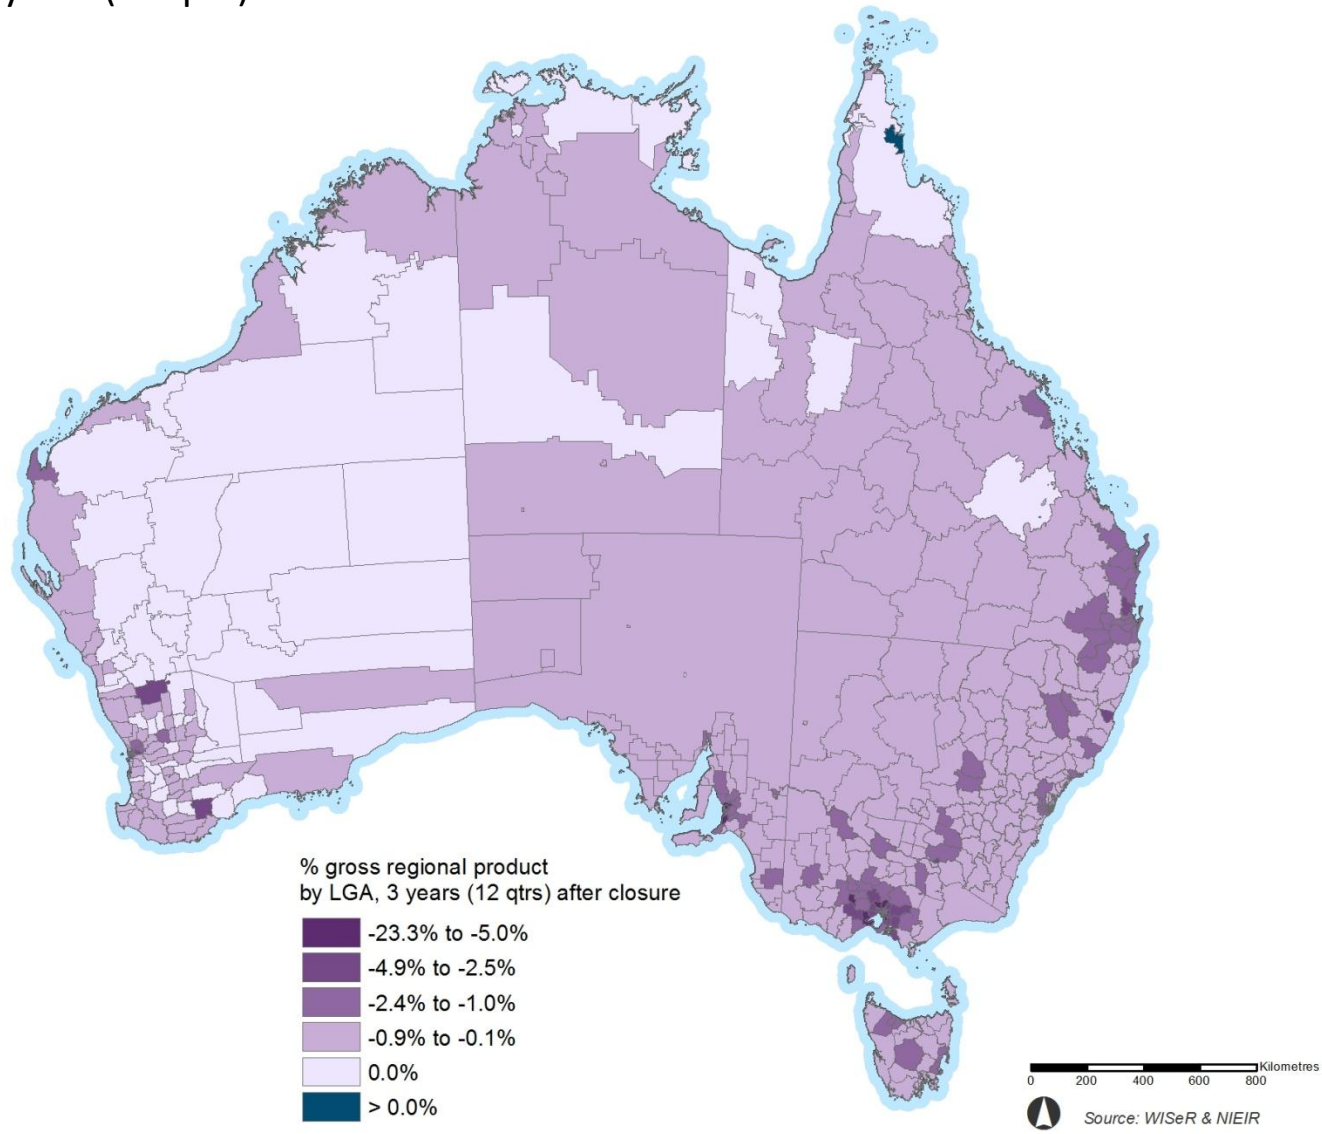 % gross regional product
by LGA, 3 years (12 qtrs) after closure
-23.3% to -5.0%
-4.9% to -2.5%
-2.4% to -1.0%
-0.9% to -0.1%
0.0%
> 0.0%
Kilometres
0 200 400 600 800
Source: WISeR & NIEIR